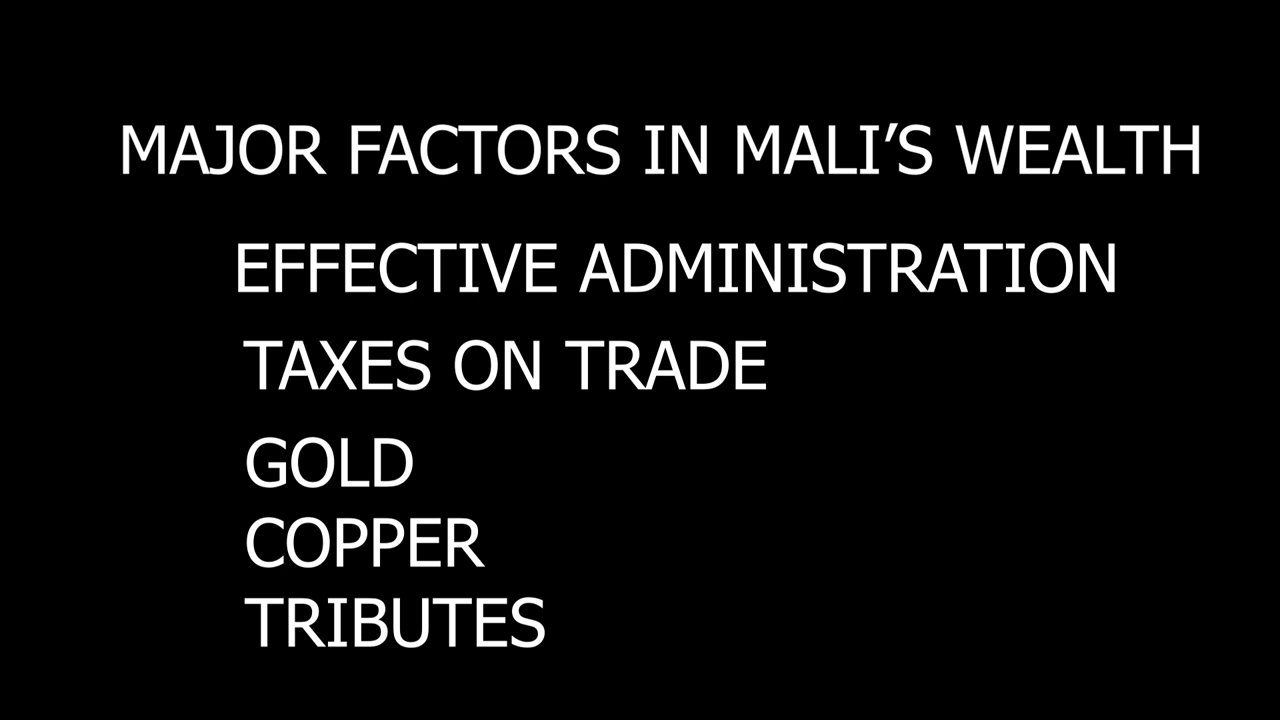 MAJOR FACTORS IN MALI’S WEALTH
EFFECTIVE ADMINISTRATION
TAXES ON TRADE
GOLD
COPPER
TRIBUTES